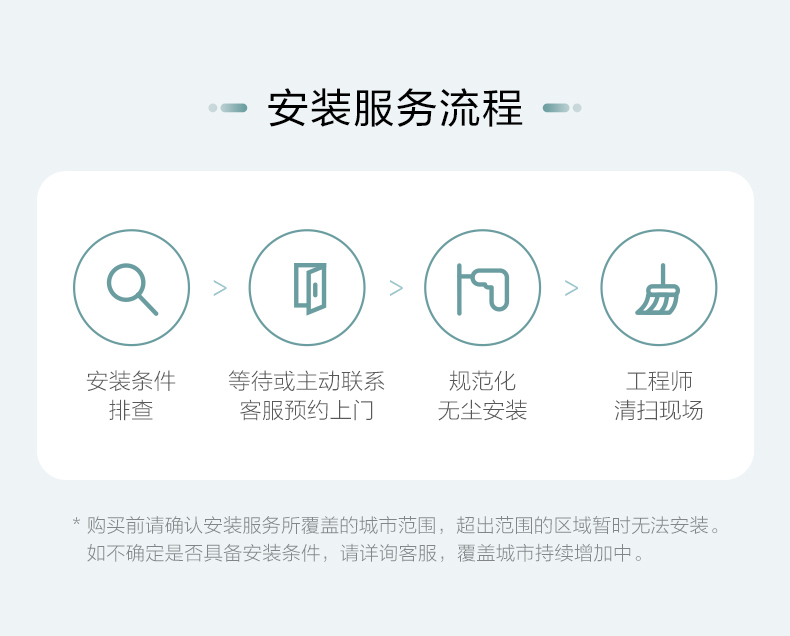 安装服务流程
安装条件
排查
>
等待或主动联系
客服预约上门
>
规范化
无尘安装
>
工程师
清扫现场
* 购买前请确认安装服务所覆盖的城市范围，超出范围的区域暂时无法安装。
如不确定是否具备安装条件，请详询客服，覆盖城市持续增加中。